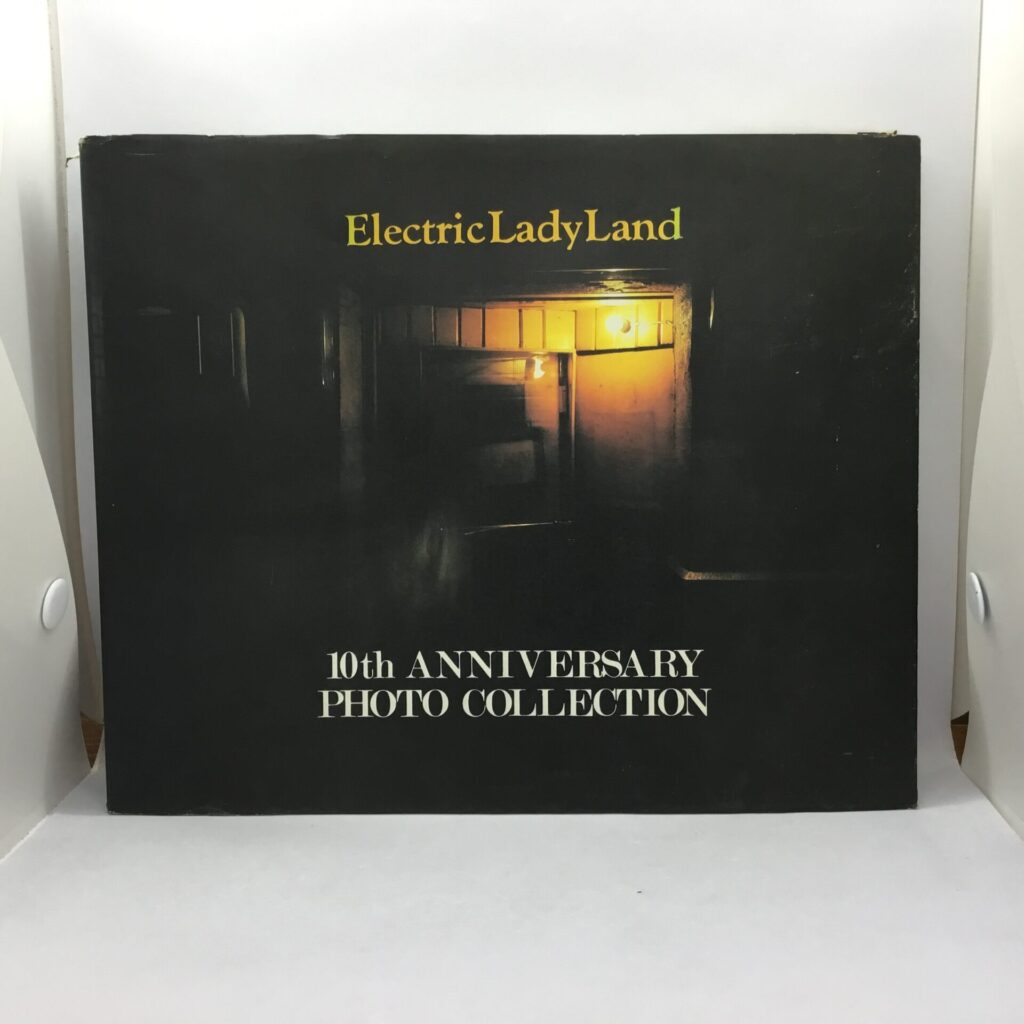 Electric Lady Land
10th ANNIVERSARY
PHOTO COLLECTION